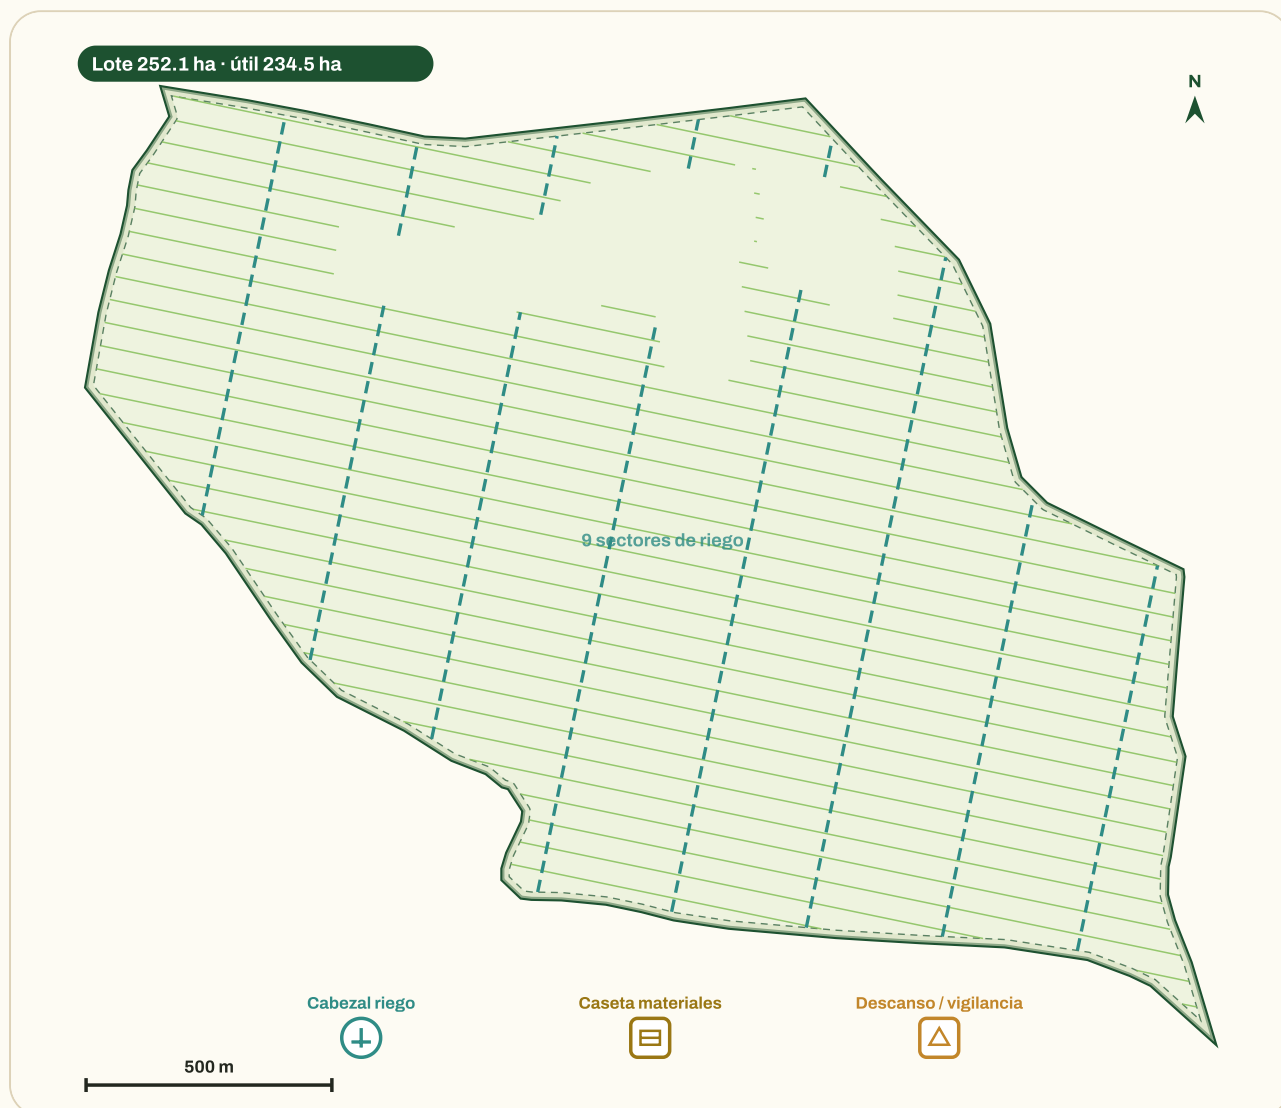 Lote 252.1 ha · útil 234.5 ha
N
9 sectores de riego
Cabezal riego
Caseta materiales
Descanso / vigilancia
500 m